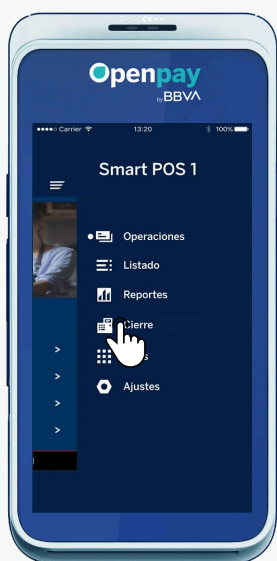 Openpay
by BBVA
Carrier 13:20 100%
Smart POS 1
Operaciones
Listado
Reportes
Cierre
Ajustes